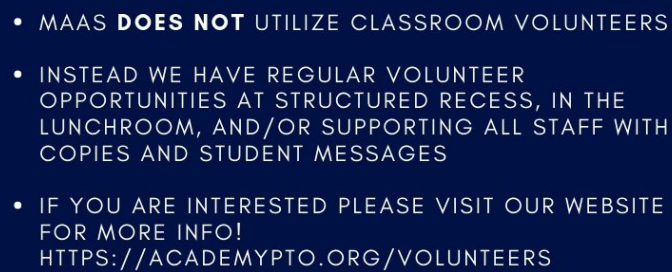 • MAAS DOES NOT UTILIZE CLASSROOM VOLUNTEERS
• INSTEAD WE HAVE REGULAR VOLUNTEER
OPPORTUNITIES AT STRUCTURED RECESS, IN THE
LUNCHROOM, AND/OR SUPPORTING ALL STAFF WITH
COPIES AND STUDENT MESSAGES
• IF YOU ARE INTERESTED PLEASE VISIT OUR WEBSITE
FOR MORE INFO!
HTTPS://ACADEMYPTO.ORG/VOLUNTEERS